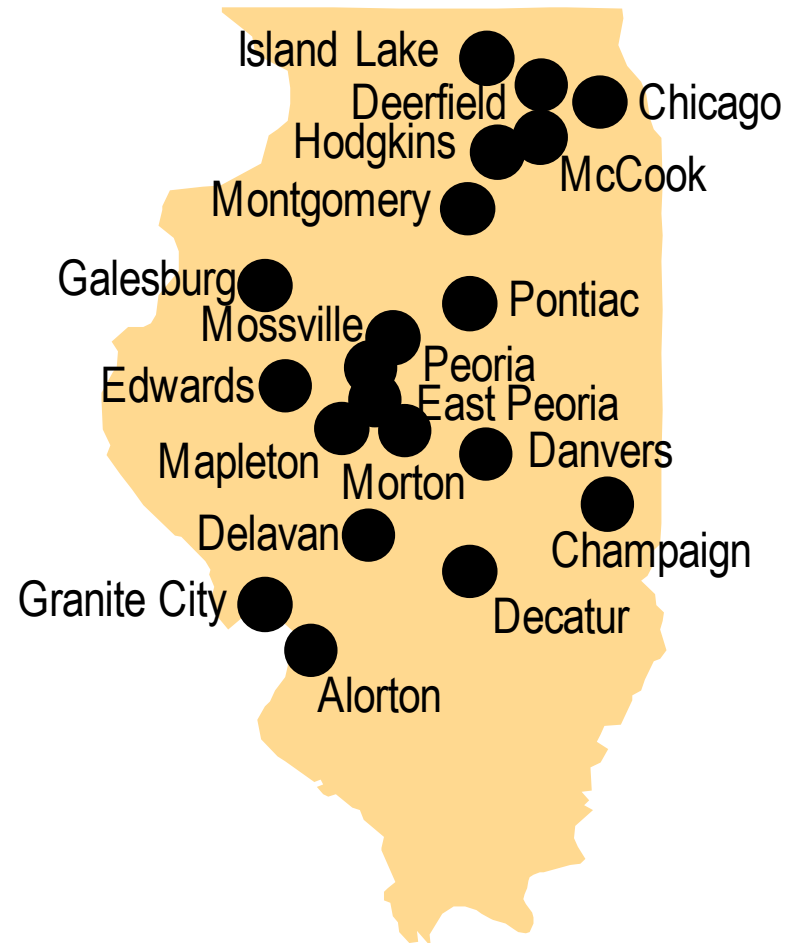 Island Lake
Deerfield
Chicago
Hodgkins
McCook
Montgomery
Galesburg
Pontiac
Mossville
Peoria
Edwards
East Peoria
Danvers
Mapleton
Morton
Delavan
Champaign
Granite City
Decatur
Alorton